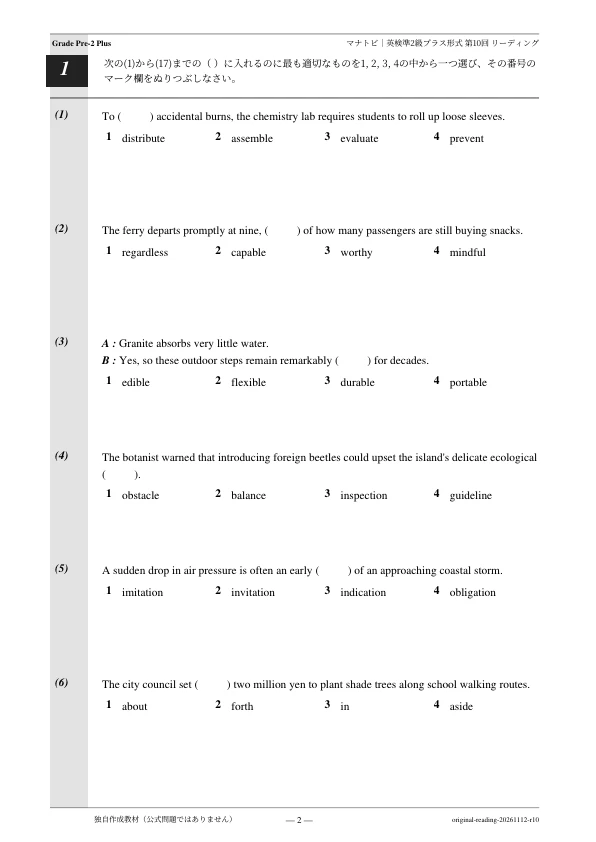 Grade Pre-2 Plus
マナトビ｜英検準2級プラス形式 第10回 リーディング
1
次の(1)から(17)までの（ ）に入れるのに最も適切なものを1, 2, 3, 4の中から一つ選び、その番号の
マーク欄をぬりつぶしなさい。
(1) To (　　) accidental burns, the chemistry lab requires students to roll up loose sleeves.
1 distribute 2 assemble 3 evaluate 4 prevent
(2) The ferry departs promptly at nine, (　　) of how many passengers are still buying snacks.
1 regardless 2 capable 3 worthy 4 mindful
(3) A : Granite absorbs very little water.
B : Yes, so these outdoor steps remain remarkably (　　) for decades.
1 edible 2 flexible 3 durable 4 portable
(4) The botanist warned that introducing foreign beetles could upset the island's delicate ecological
(　　).
1 obstacle 2 balance 3 inspection 4 guideline
(5) A sudden drop in air pressure is often an early (　　) of an approaching coastal storm.
1 imitation 2 invitation 3 indication 4 obligation
(6) The city council set (　　) two million yen to plant shade trees along school walking routes.
1 about 2 forth 3 in 4 aside
独自作成教材（公式問題ではありません）
— 2 —
original-reading-20261112-r10